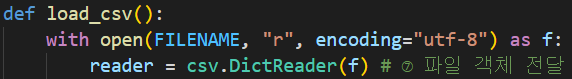 def load_csv():
    with open(FILENAME, "r", encoding="utf-8") as f:
        reader = csv.DictReader(f) # ⑦ 파일 객체 전달